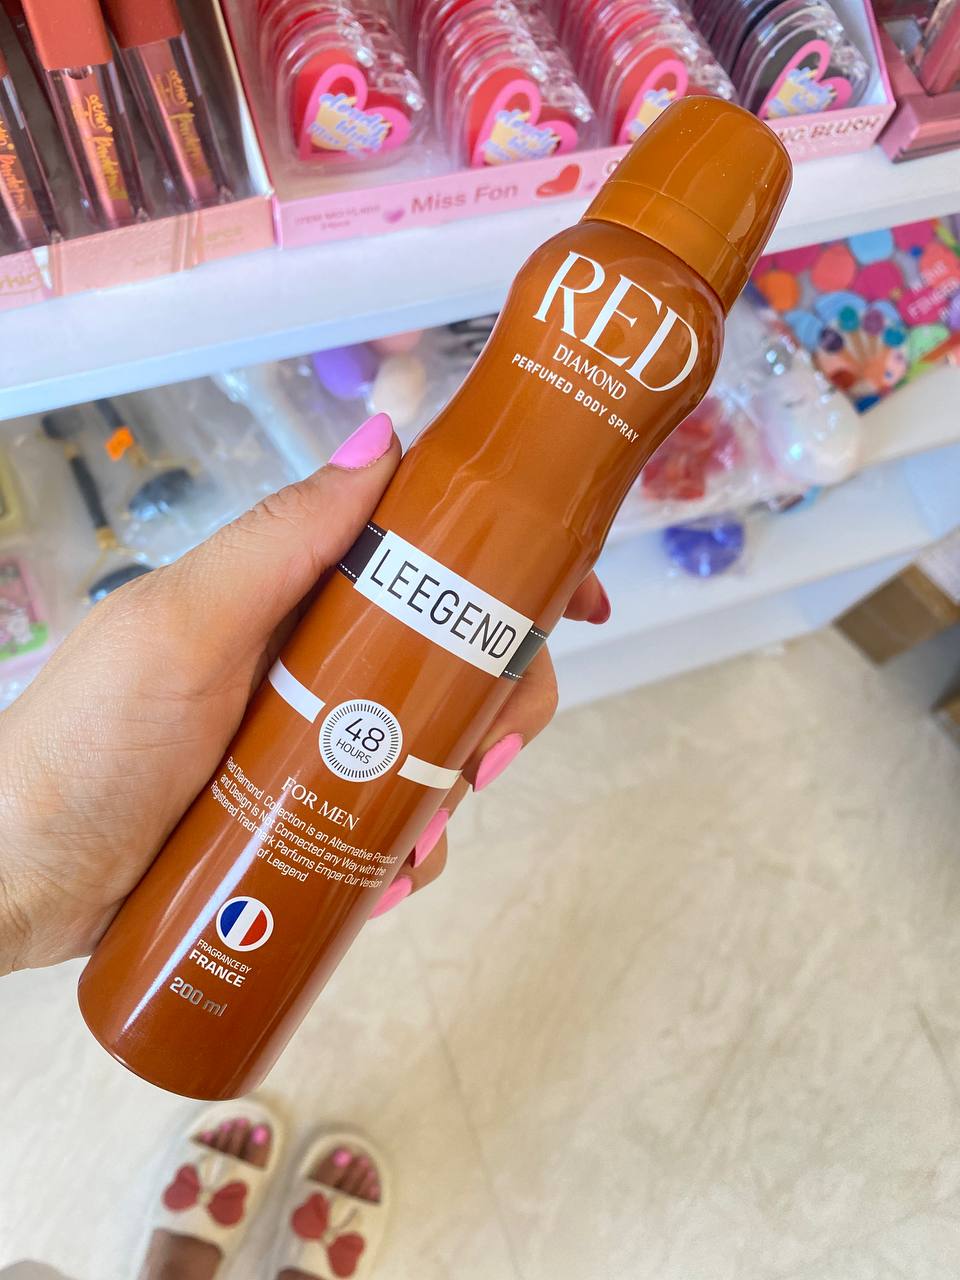 Miss Fon
BLUSH
RED
DIAMOND
PERFUMED BODY SPRAY
LEEGEND
48
HOURS
FOR MEN
Red Diamond Collection is an Alternative Product
and Design is Not Connected any Way with the
Registered Tradmark Parfums Emper Our Version
of Leegend
FRAGRANCE BY
FRANCE
200 ml